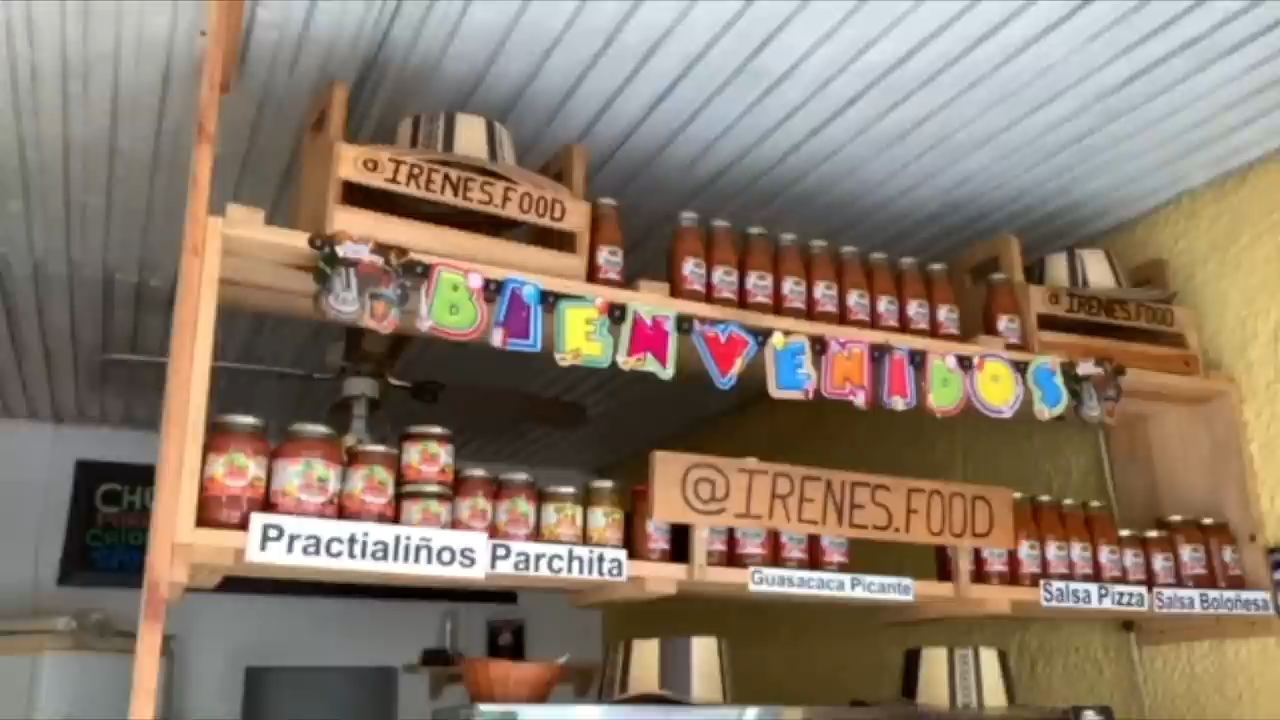 @IRENES.FOOD
@IRENES.FOOD
BIENVENIDOS
@IRENES.FOOD
Practialiños
Parchita
Guasacaca Picante
Salsa Pizza
Salsa Boloñesa